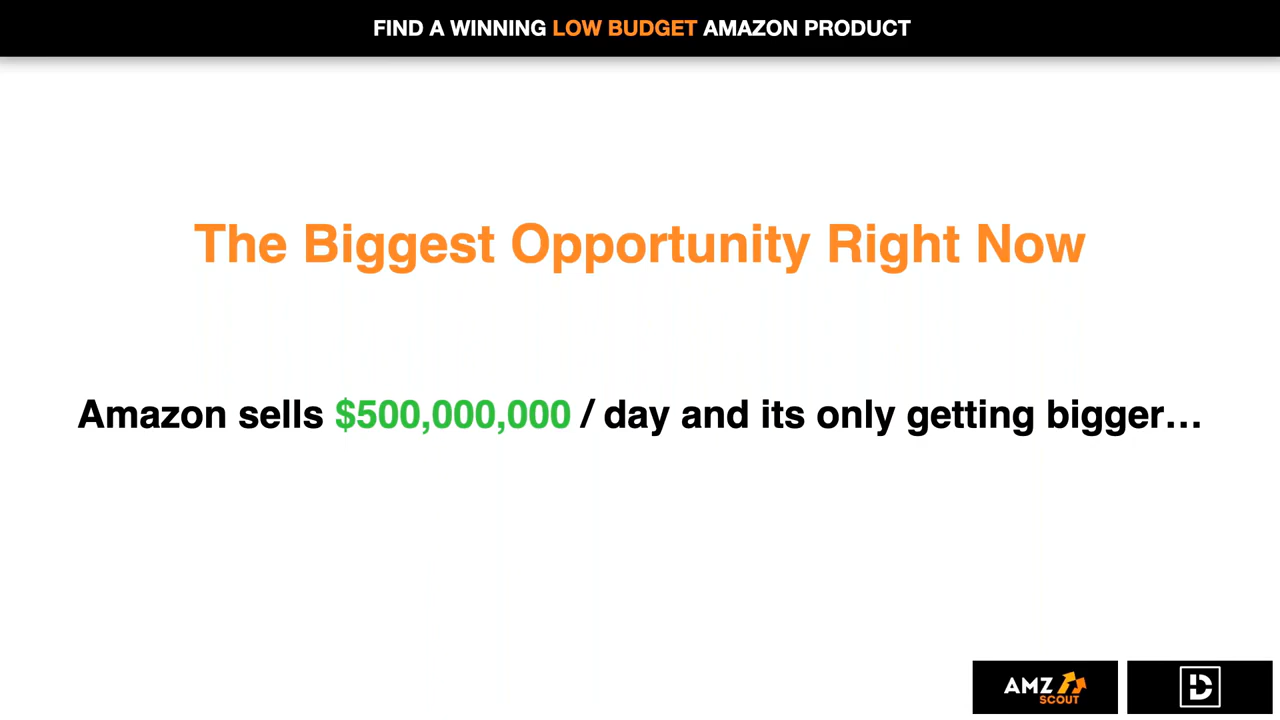 FIND A WINNING LOW BUDGET AMAZON PRODUCT
The Biggest Opportunity Right Now
Amazon sells $500,000,000 / day and its only getting bigger...
AMZ
SCOUT